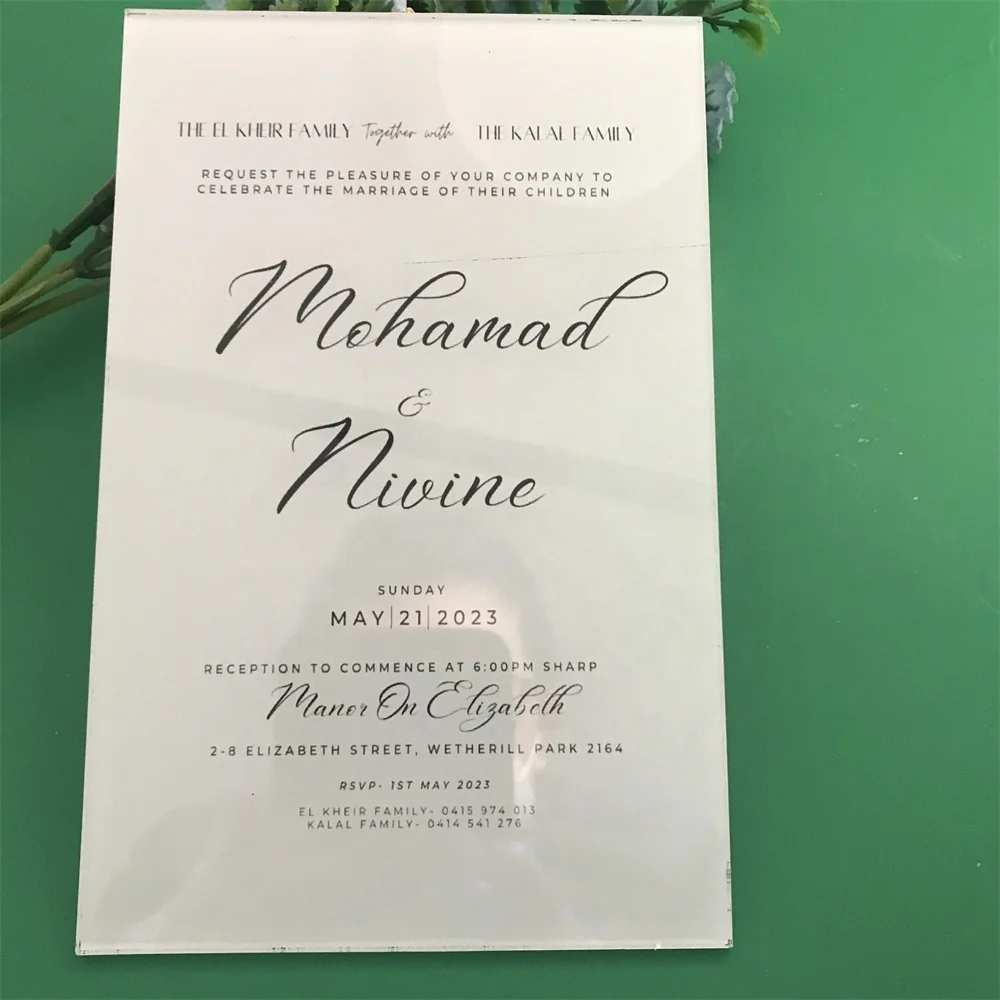 THE EL KHEIR FAMILY Together with THE KALAL FAMILY
REQUEST THE PLEASURE OF YOUR COMPANY TO
CELEBRATE THE MARRIAGE OF THEIR CHILDREN
Mohamad
&
Nivine
SUNDAY
MAY|21|2023
RECEPTION TO COMMENCE AT 6:00PM SHARP
Manor On Elizabeth
2-8 ELIZABETH STREET, WETHERILL PARK 2164
RSVP- 1ST MAY 2023
EL KHEIR FAMILY- 0415 974 013
KALAL FAMILY- 0414 541 276